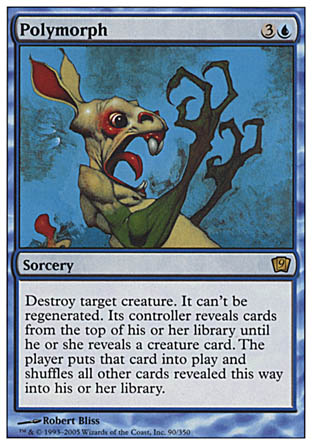 Polymorph 3
Sorcery 9
Destroy target creature. It can't be
regenerated. Its controller reveals cards
from the top of his or her library until
he or she reveals a creature card. The
player puts that card into play and
shuffles all other cards revealed this way
into his or her library.
Robert Bliss
™ & © 1993–2005 Wizards of the Coast, Inc. 90/350